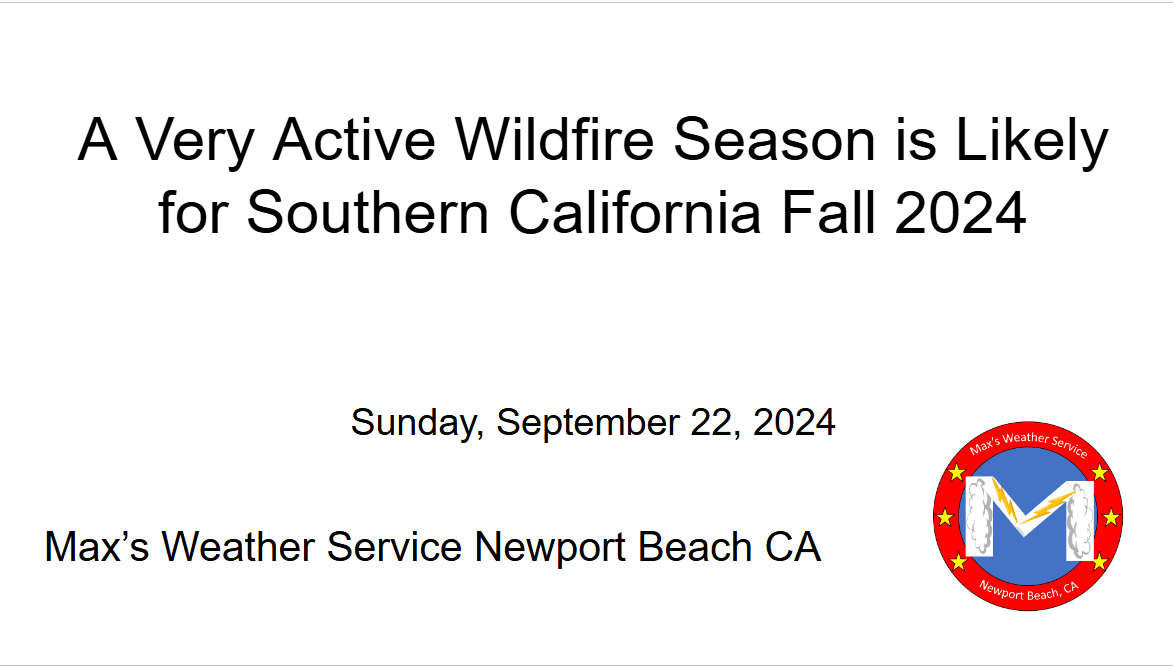 A Very Active Wildfire Season is Likely
for Southern California Fall 2024
Sunday, September 22, 2024
Max’s Weather Service Newport Beach CA
Max's Weather Service
M
Newport Beach, CA